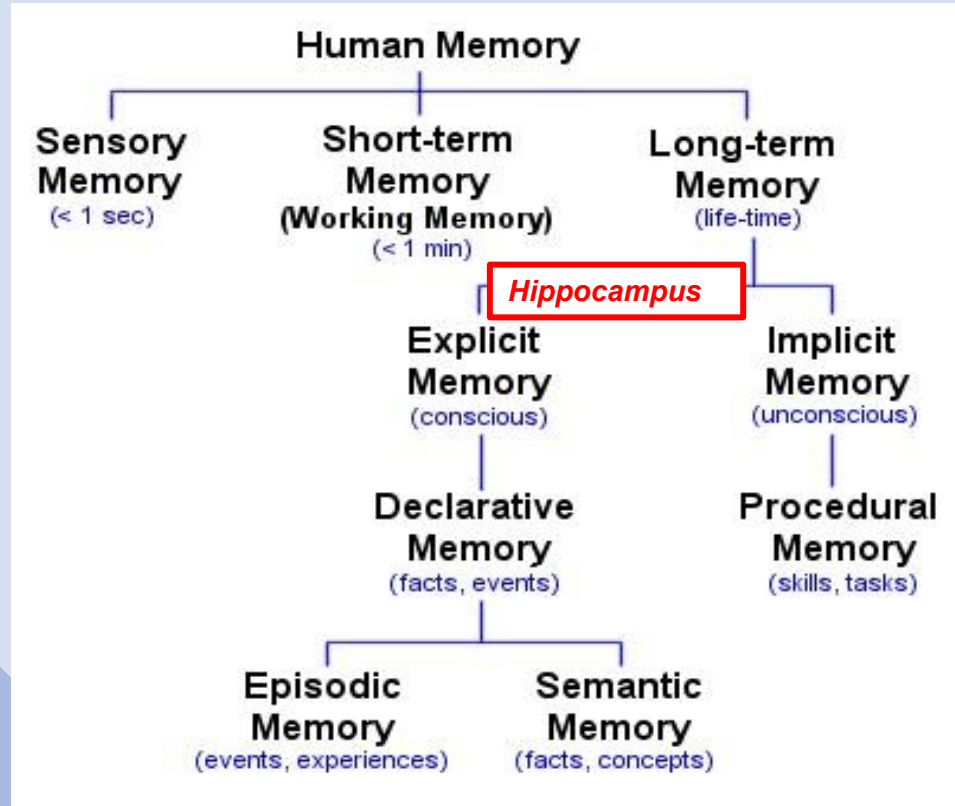 Human Memory
Sensory
Memory
(< 1 sec)
Short-term
Memory
(Working Memory)
(< 1 min)
Long-term
Memory
(life-time)
Hippocampus
Explicit
Memory
(conscious)
Implicit
Memory
(unconscious)
Declarative
Memory
(facts, events)
Procedural
Memory
(skills, tasks)
Episodic
Memory
(events, experiences)
Semantic
Memory
(facts, concepts)